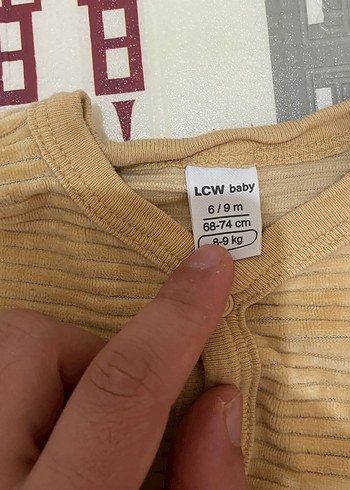 LCW baby
6 / 9 m
68-74 cm
8-9 kg